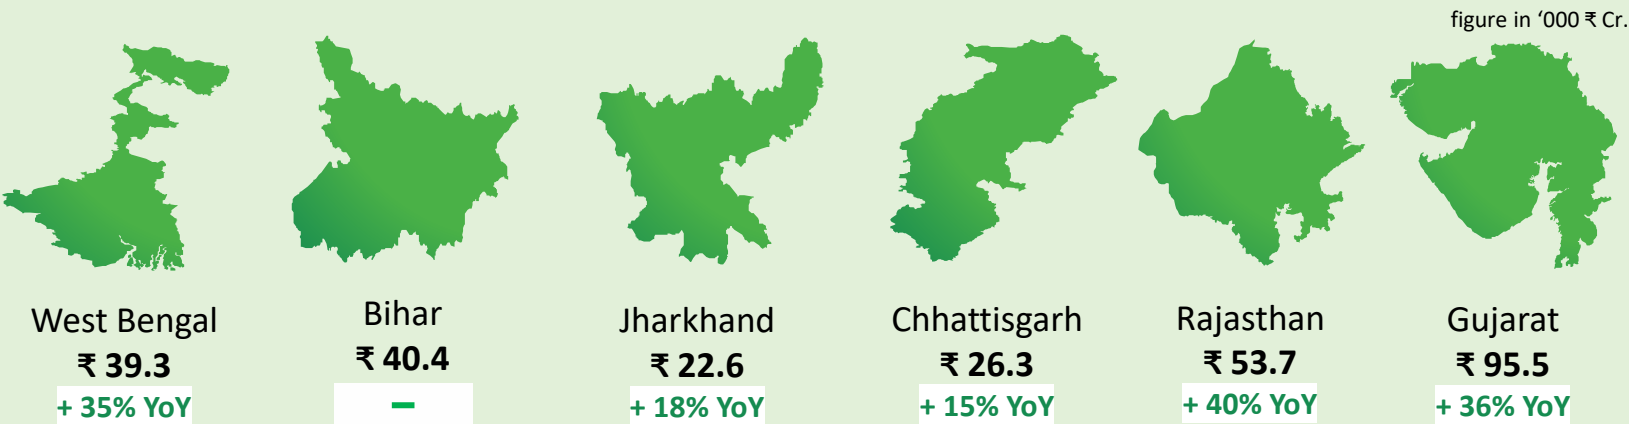 figure in ‘000 ₹ Cr.
West Bengal
₹ 39.3
+ 35% YoY
Bihar
₹ 40.4
–
Jharkhand
₹ 22.6
+ 18% YoY
Chhattisgarh
₹ 26.3
+ 15% YoY
Rajasthan
₹ 53.7
+ 40% YoY
Gujarat
₹ 95.5
+ 36% YoY